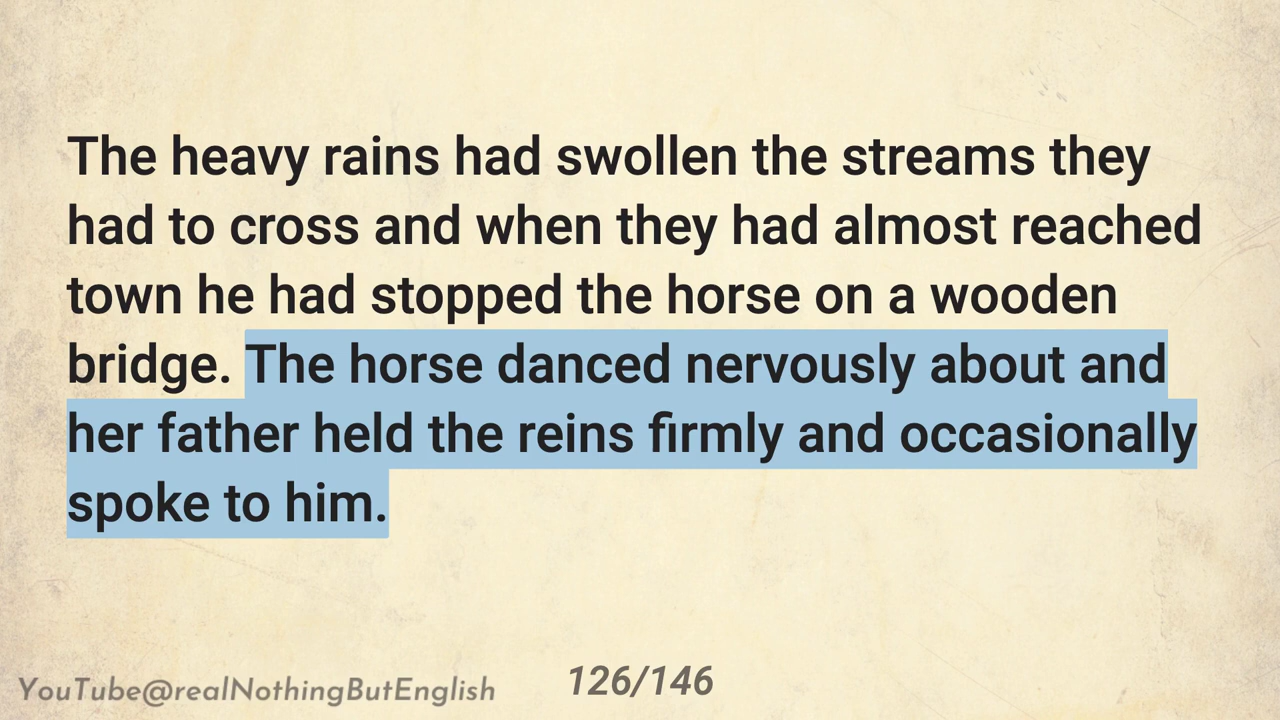 The heavy rains had swollen the streams they
had to cross and when they had almost reached
town he had stopped the horse on a wooden
bridge. The horse danced nervously about and
her father held the reins firmly and occasionally
spoke to him.
YouTube@realNothingButEnglish
126/146